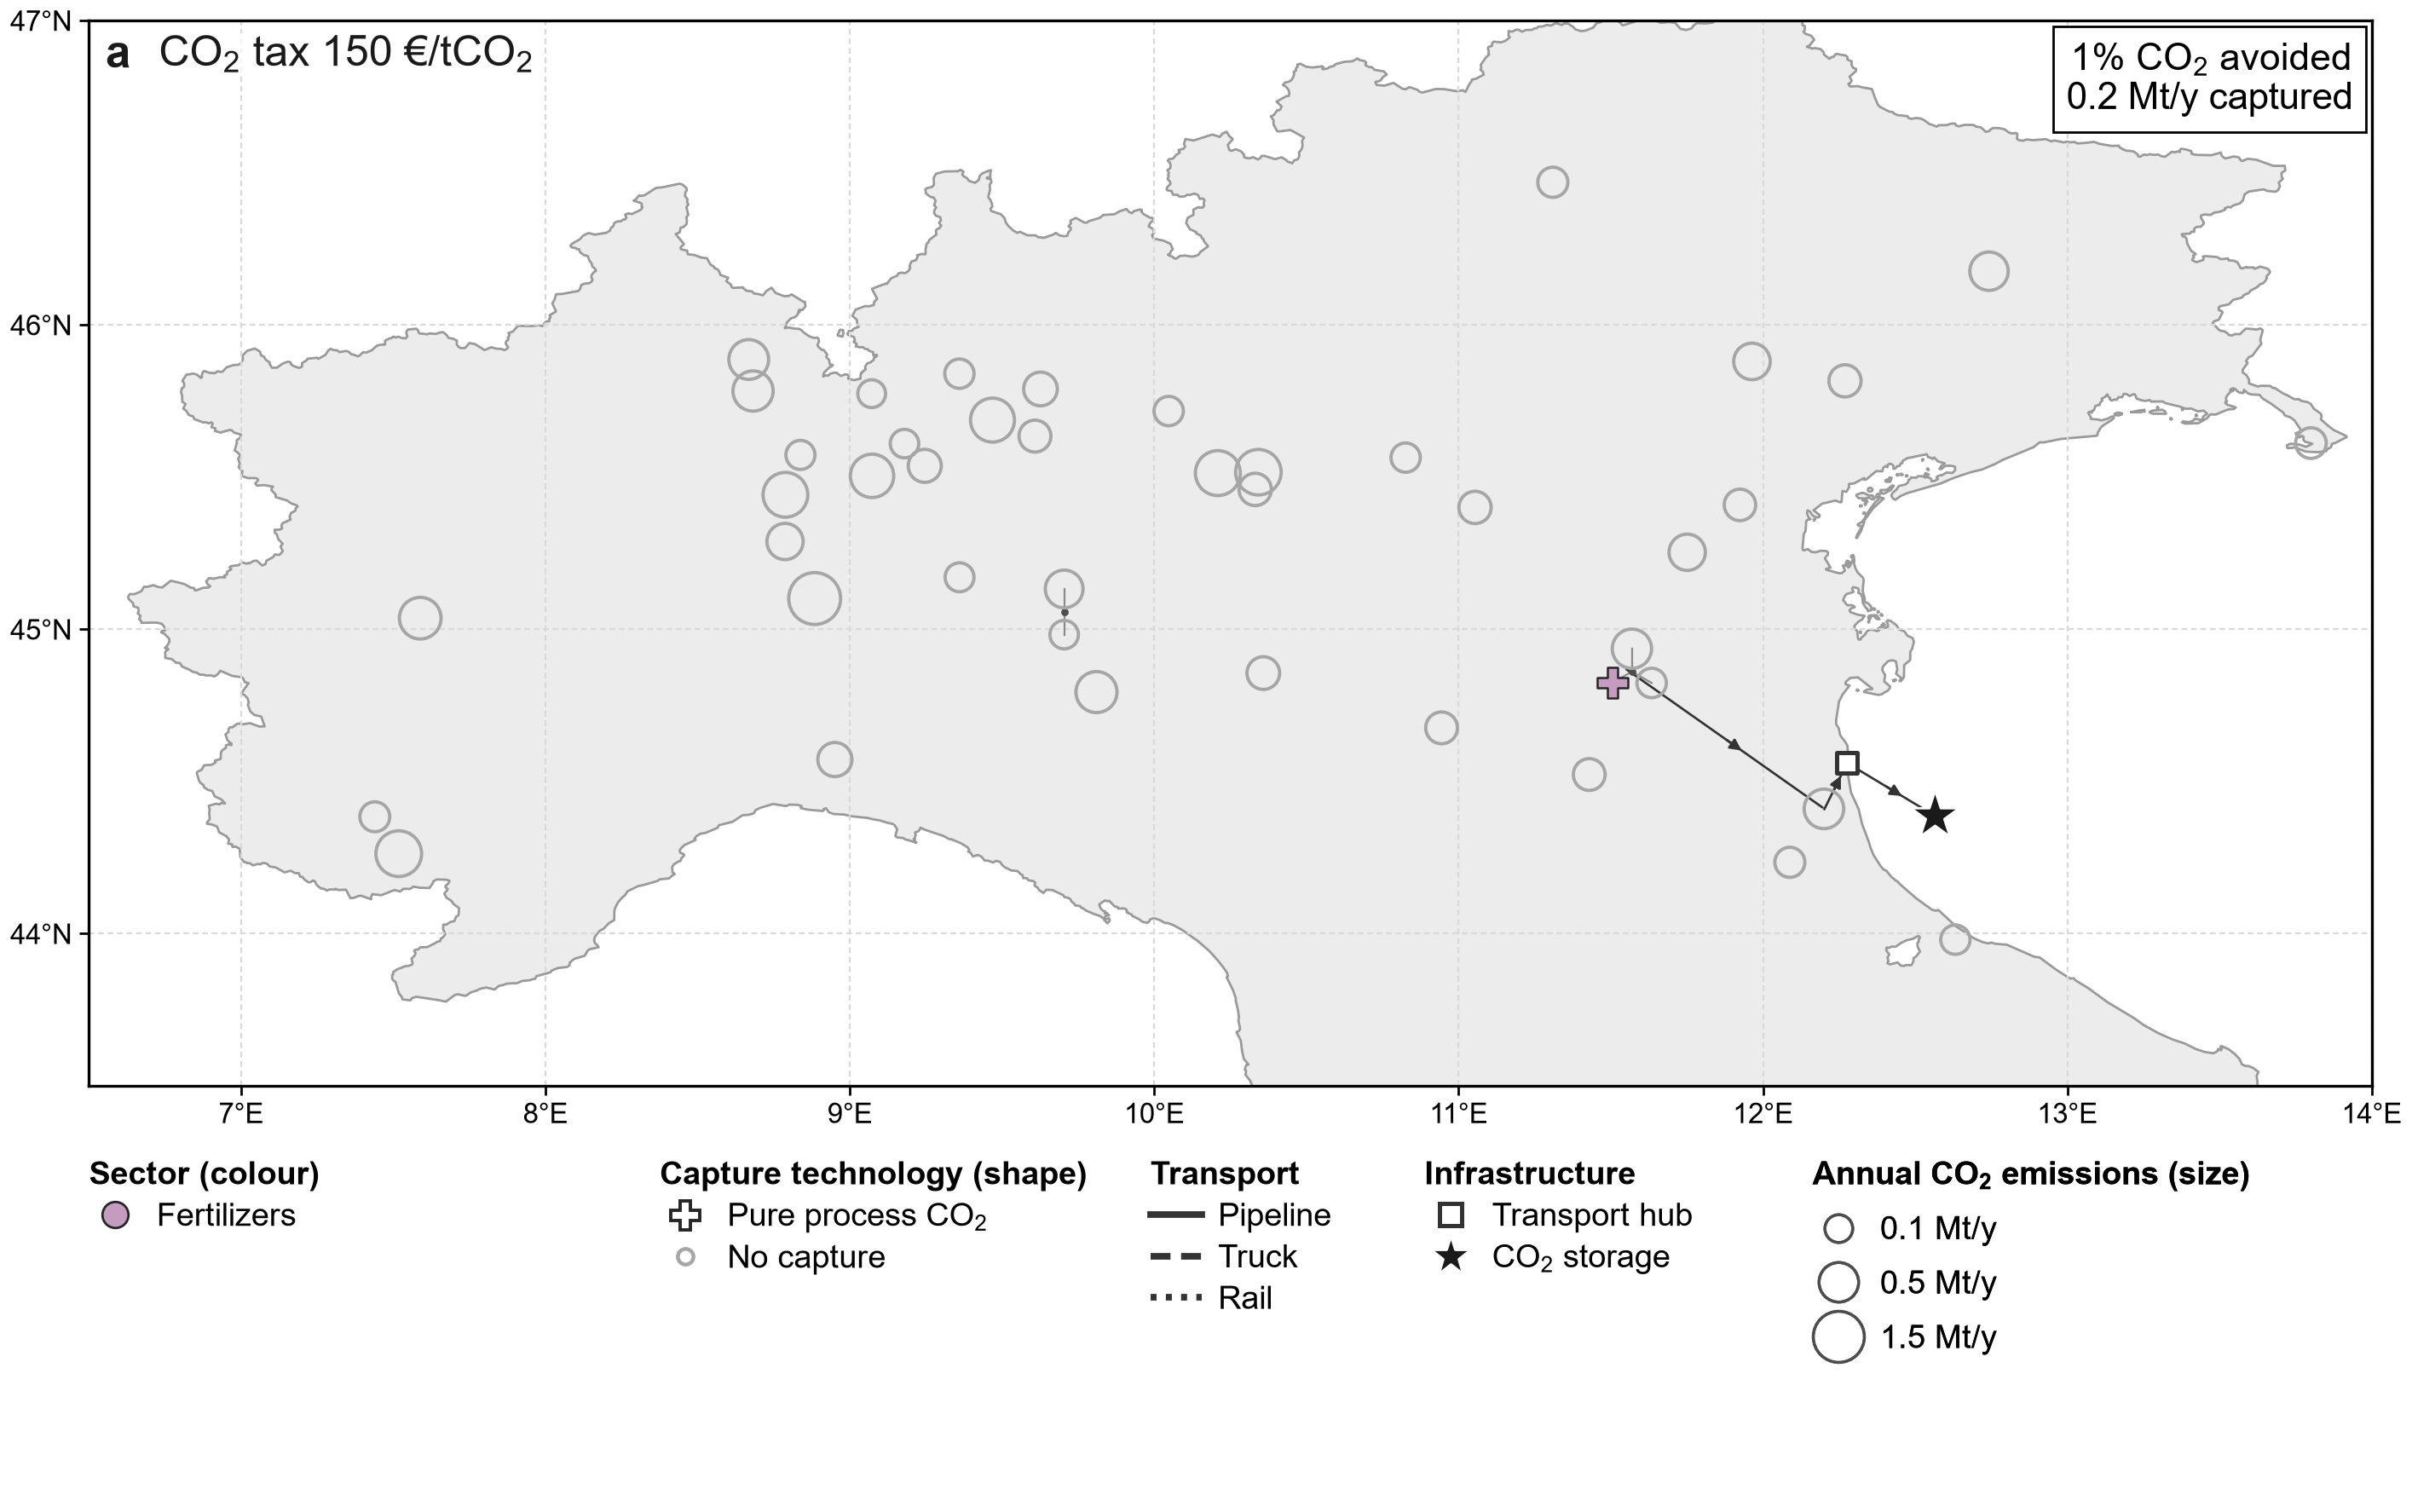 47°N
a CO₂ tax 150 €/tCO₂
1% CO₂ avoided
0.2 Mt/y captured
46°N
45°N
44°N
7°E 8°E 9°E 10°E 11°E 12°E 13°E 14°E
Sector (colour)
Fertilizers
Capture technology (shape)
Pure process CO₂
No capture
Transport
Pipeline
Truck
Rail
Infrastructure
Transport hub
CO₂ storage
Annual CO₂ emissions (size)
0.1 Mt/y
0.5 Mt/y
1.5 Mt/y